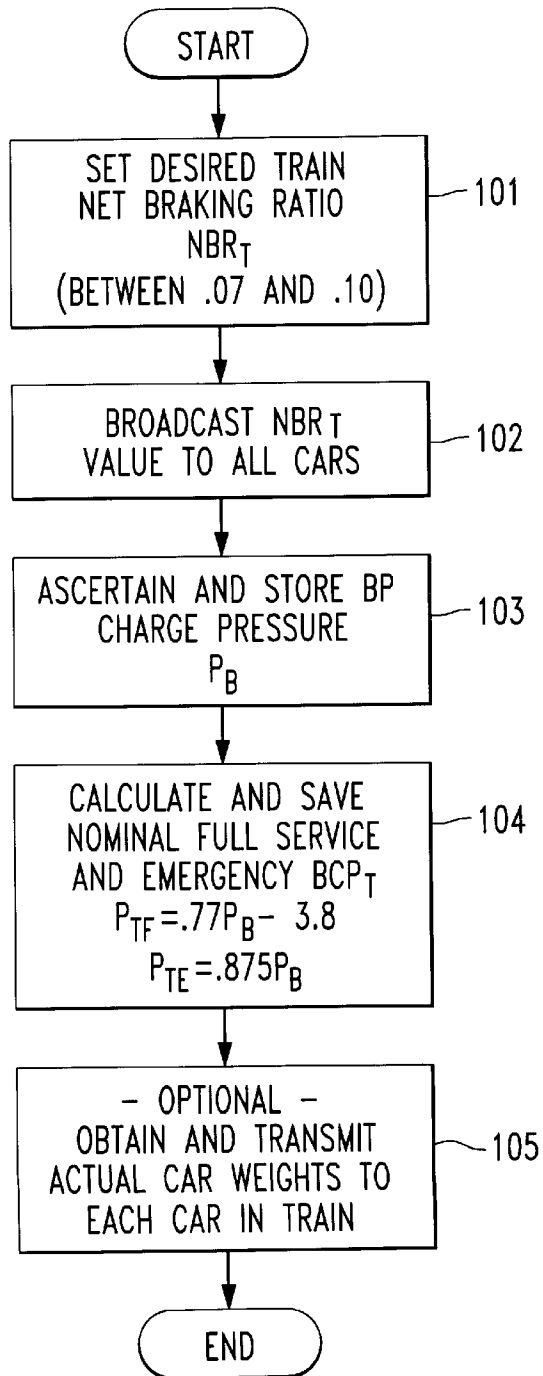 START
SET DESIRED TRAIN
NET BRAKING RATIO
NBR_T
(BETWEEN .07 AND .10)
101
BROADCAST NBR_T
VALUE TO ALL CARS
102
ASCERTAIN AND STORE BP
CHARGE PRESSURE
P_B
103
CALCULATE AND SAVE
NOMINAL FULL SERVICE
AND EMERGENCY BCP_T
P_TF = .77P_B - 3.8
P_TE = .875P_B
104
- OPTIONAL -
OBTAIN AND TRANSMIT
ACTUAL CAR WEIGHTS TO
EACH CAR IN TRAIN
105
END